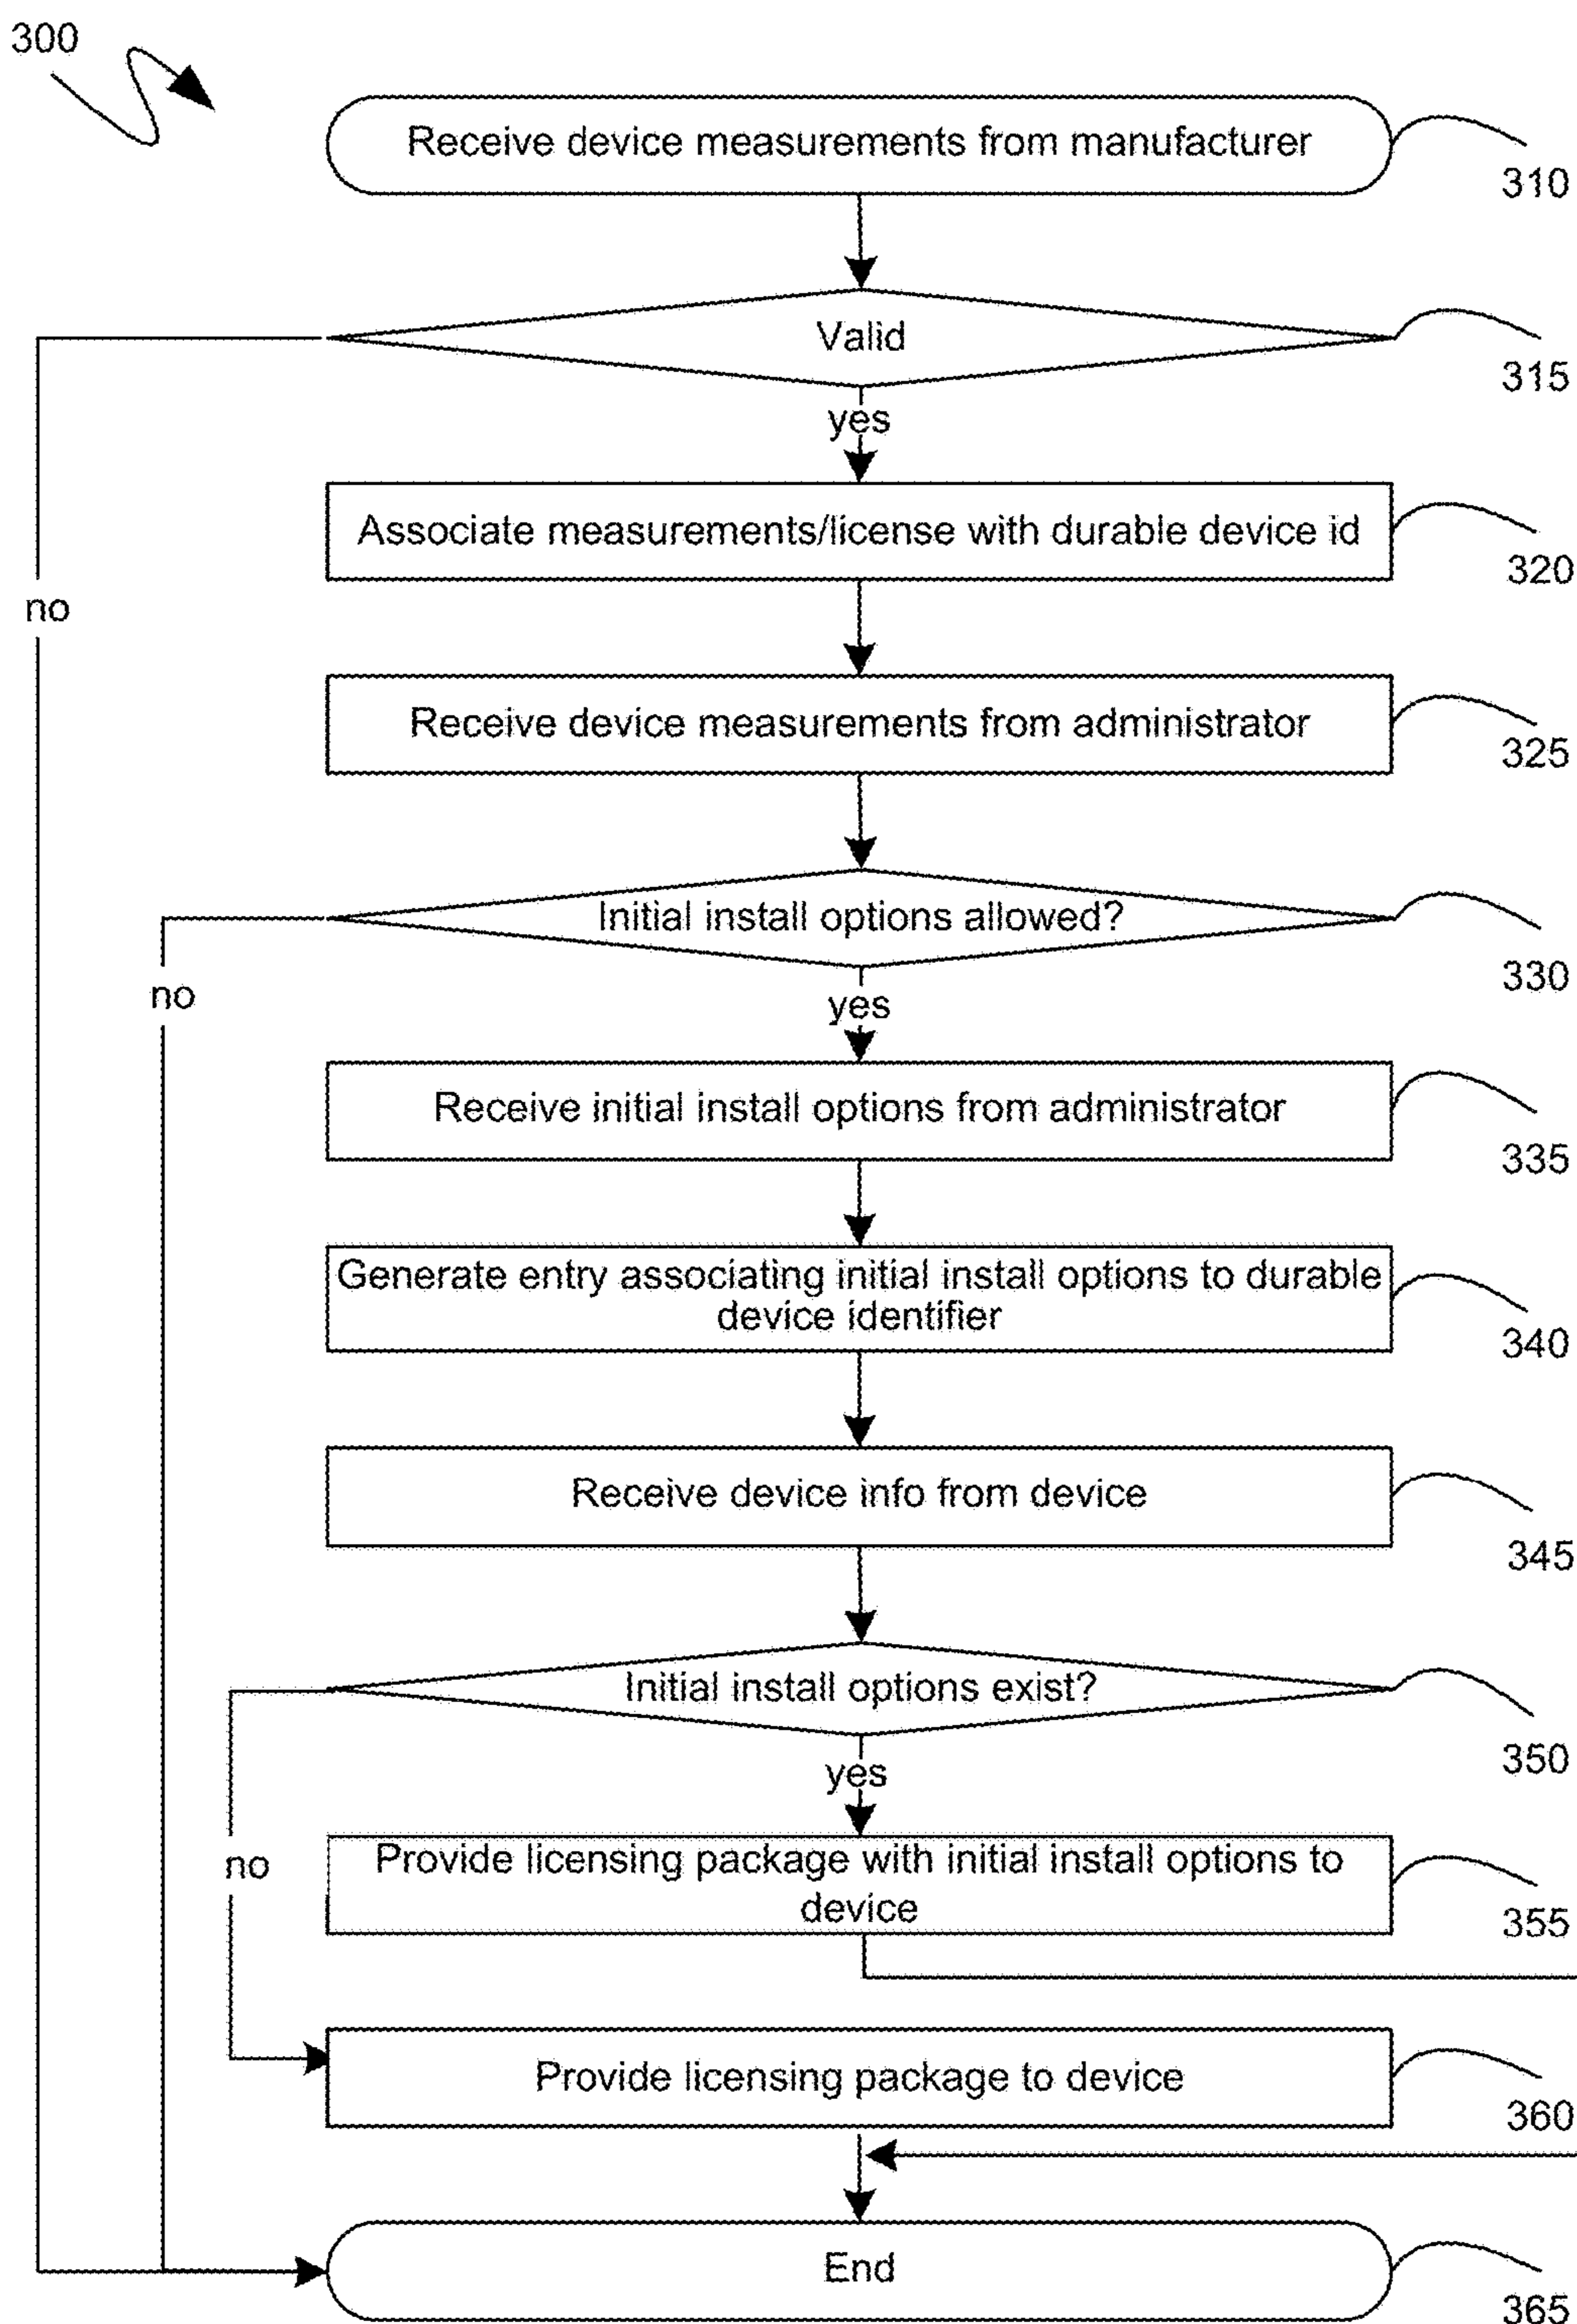 300
Receive device measurements from manufacturer
310
Valid
315
yes
Associate measurements/license with durable device id
320
no
Receive device measurements from administrator
325
Initial install options allowed?
330
no
yes
Receive initial install options from administrator
335
Generate entry associating initial install options to durable
device identifier
340
Receive device info from device
345
Initial install options exist?
350
yes
no
Provide licensing package with initial install options to
device
355
Provide licensing package to device
360
End
365